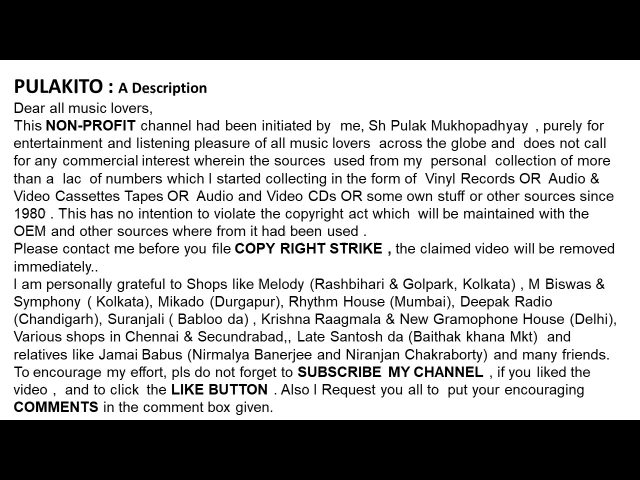 PULAKITO : A Description
Dear all music lovers,
This NON-PROFIT channel had been initiated by me, Sh Pulak Mukhopadhyay , purely for
entertainment and listening pleasure of all music lovers across the globe and does not call
for any commercial interest wherein the sources used from my personal collection of more
than a lac of numbers which I started collecting in the form of Vinyl Records OR Audio &
Video Cassettes Tapes OR Audio and Video CDs OR some own stuff or other sources since
1980 . This has no intention to violate the copyright act which will be maintained with the
OEM and other sources where from it had been used .
Please contact me before you file COPY RIGHT STRIKE , the claimed video will be removed
immediately..
I am personally grateful to Shops like Melody (Rashbihari & Golpark, Kolkata) , M Biswas &
Symphony ( Kolkata), Mikado (Durgapur), Rhythm House (Mumbai), Deepak Radio
(Chandigarh), Suranjali ( Babloo da) , Krishna Raagmala & New Gramophone House (Delhi),
Various shops in Chennai & Secundrabad,, Late Santosh da (Baithak khana Mkt) and
relatives like Jamai Babus (Nirmalya Banerjee and Niranjan Chakraborty) and many friends.
To encourage my effort, pls do not forget to SUBSCRIBE MY CHANNEL , if you liked the
video , and to click the LIKE BUTTON . Also I Request you all to put your encouraging
COMMENTS in the comment box given.